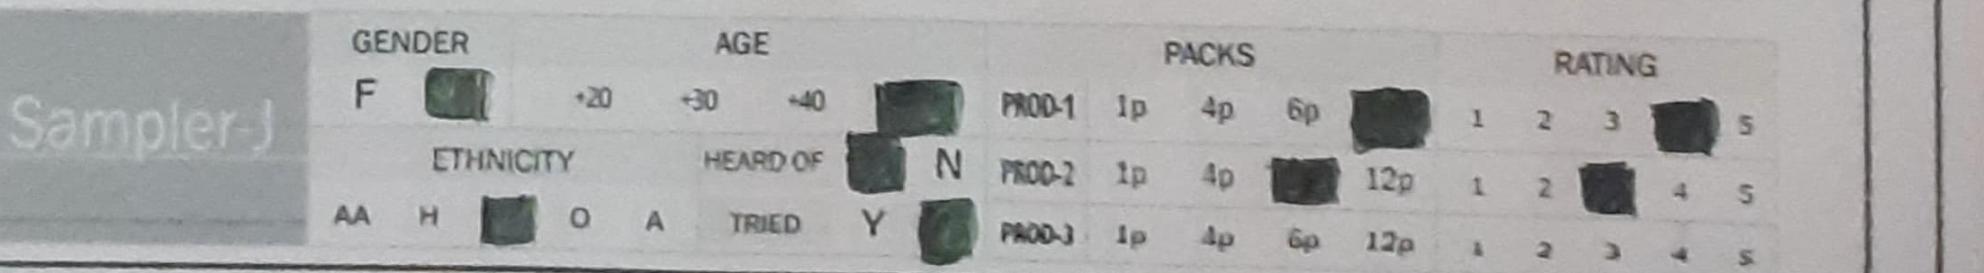 GENDER AGE PACKS RATING
F +20 +30 +40 PROD-1 1p 4p 6p 1 2 3 5
Sampler-J
ETHNICITY HEARD OF N PROD-2 1p 4p 12p 1 2 4 5
AA H O A TRIED Y PROD-3 1p 4p 6p 12p 1 2 3 4 5